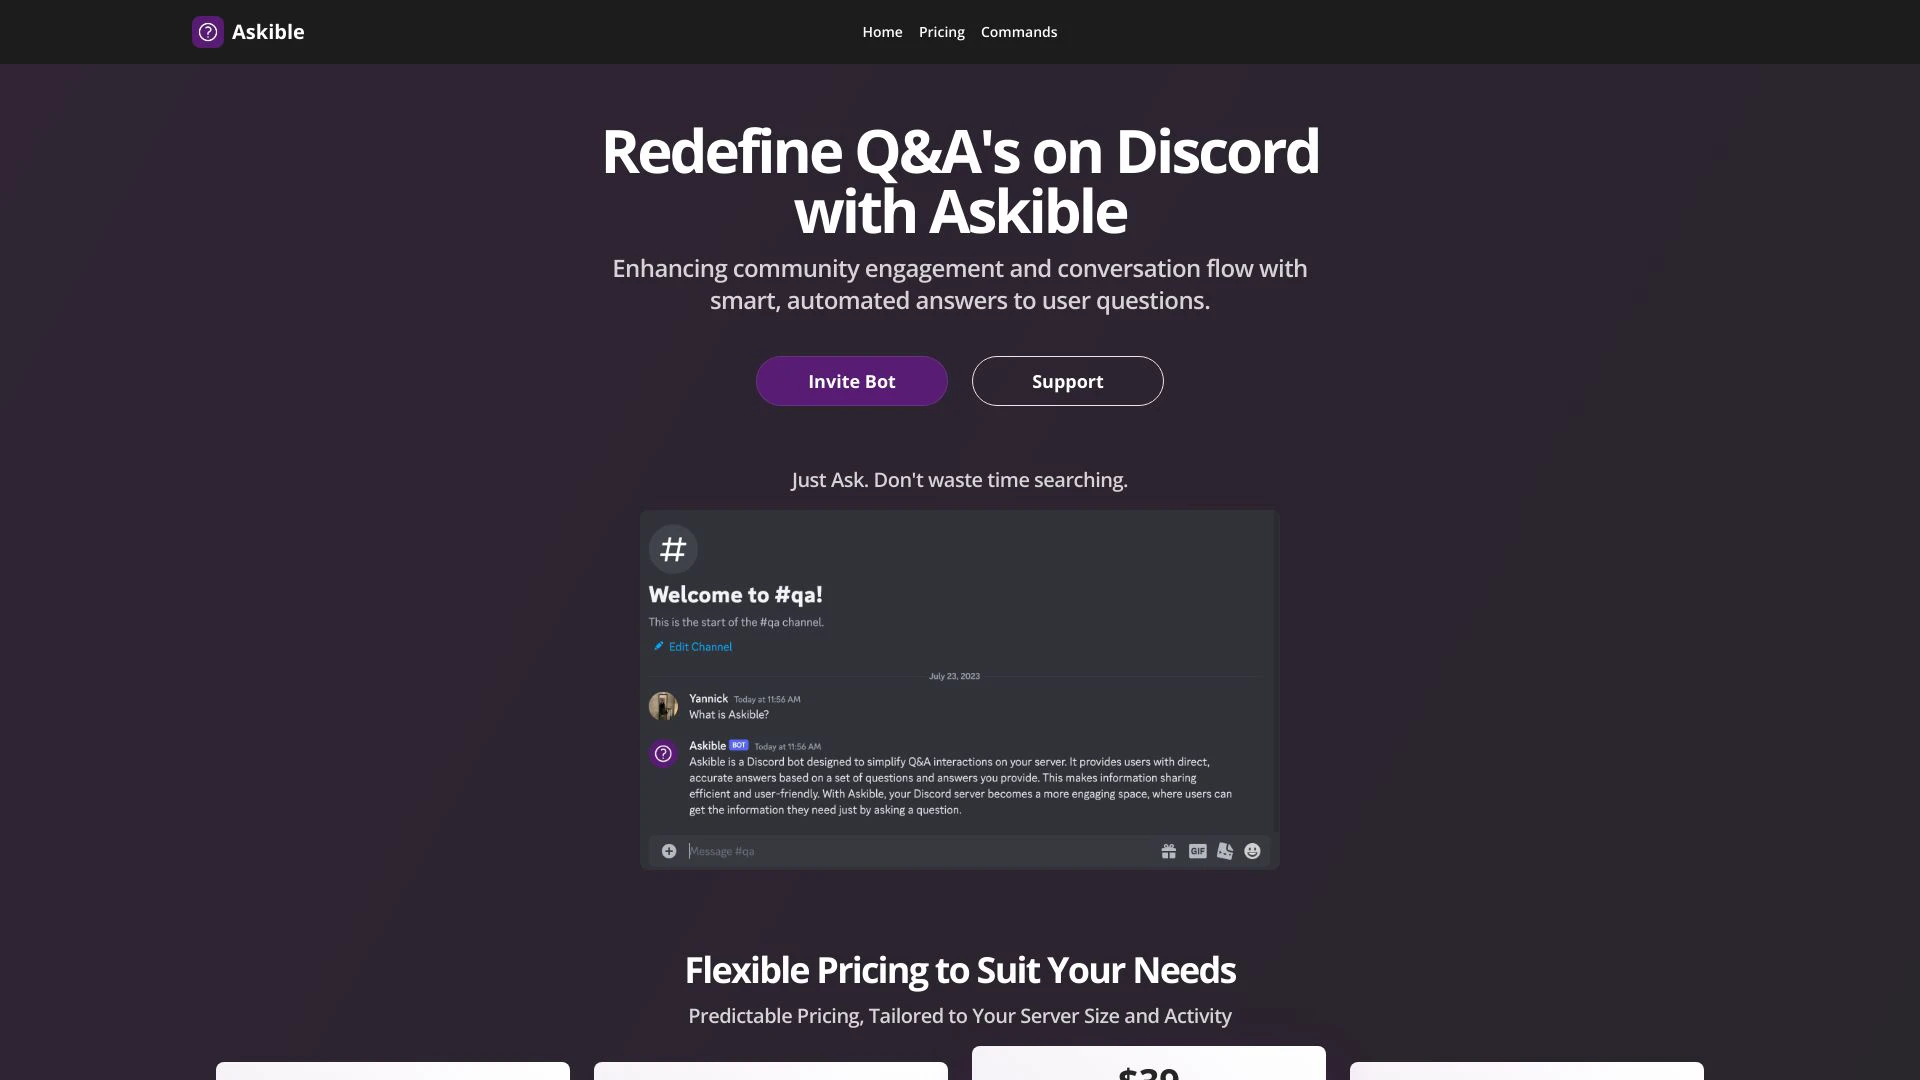 Askible
Home Pricing Commands
Redefine Q&A's on Discord
with Askible
Enhancing community engagement and conversation flow with
smart, automated answers to user questions.
Invite Bot Support
Just Ask. Don't waste time searching.
#
Welcome to #qa!
This is the start of the #qa channel.
Edit Channel
July 23, 2023
Yannick Today at 11:56 AM
What is Askible?
Askible BOT Today at 11:56 AM
Askible is a Discord bot designed to simplify Q&A interactions on your server. It provides users with direct,
accurate answers based on a set of questions and answers you provide. This makes information sharing
efficient and user-friendly. With Askible, your Discord server becomes a more engaging space, where users can
get the information they need just by asking a question.
Message #qa GIF
Flexible Pricing to Suit Your Needs
Predictable Pricing, Tailored to Your Server Size and Activity
$39